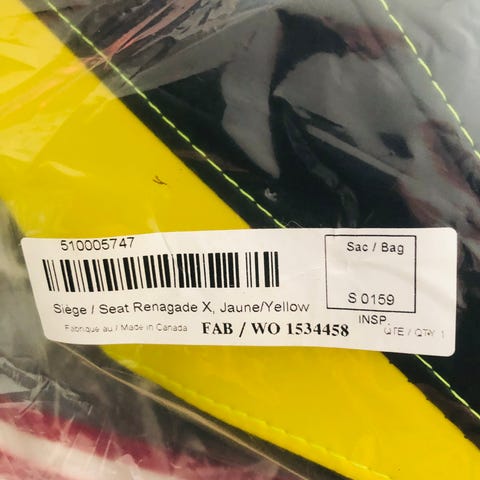 510005747
Sac / Bag
Siège / Seat Renagade X, Jaune/Yellow
S 0159
Fabriqué au / Made in Canada
FAB / WO 1534458
INSP.
QTE / QTY 1